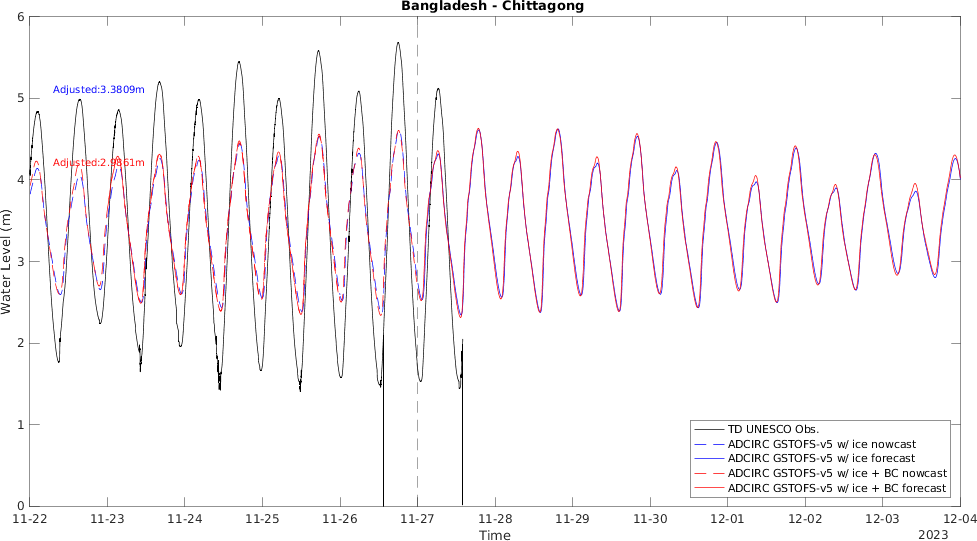 Bangladesh - Chittagong
6
5
4
3
2
1
0
Water Level (m)
Adjusted:3.3809m
Adjusted:2.9861m
TD UNESCO Obs.
ADCIRC GSTOFS-v5 w/ ice nowcast
ADCIRC GSTOFS-v5 w/ ice forecast
ADCIRC GSTOFS-v5 w/ ice + BC nowcast
ADCIRC GSTOFS-v5 w/ ice + BC forecast
11-22 11-23 11-24 11-25 11-26 11-27 11-28 11-29 11-30 12-01 12-02 12-03 12-04
Time
2023